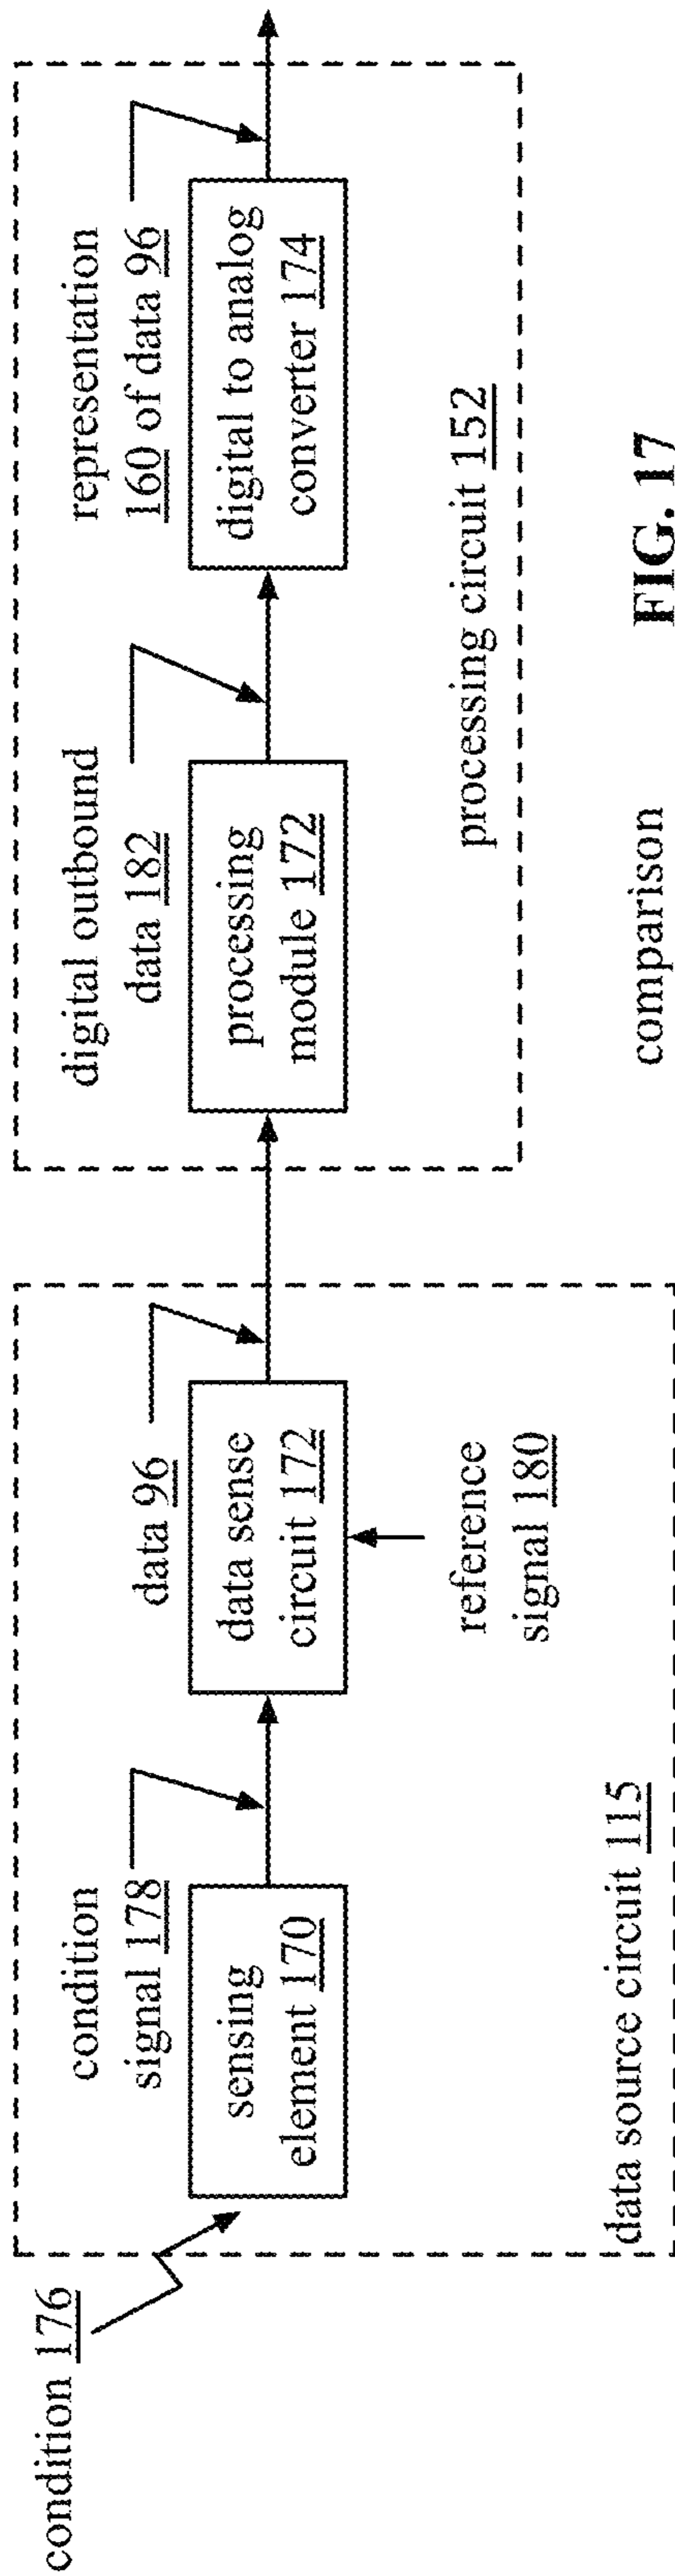 condition 176
condition
signal 178
sensing
element 170
data 96
data sense
circuit 172
reference
signal 180
data source circuit 115
digital outbound
data 182
processing
module 172
representation
160 of data 96
digital to analog
converter 174
processing circuit 152
comparison
FIG. 17